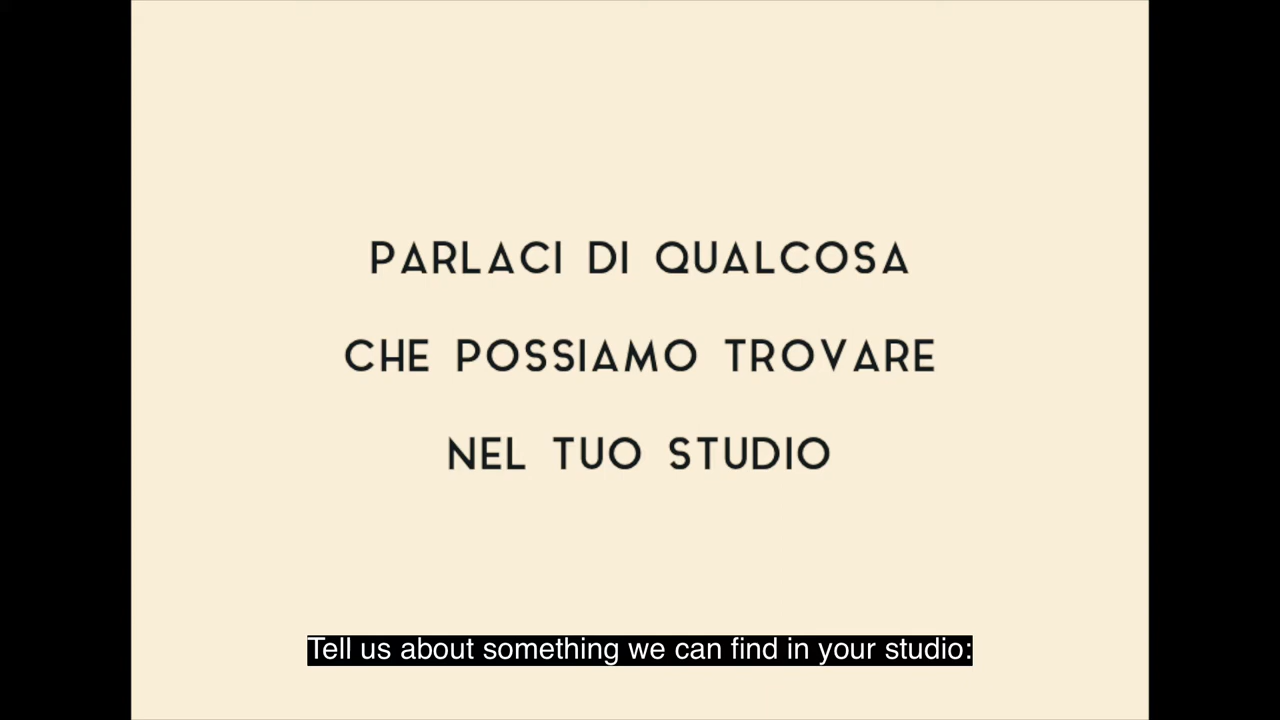 PARLACI DI QUALCOSA
CHE POSSIAMO TROVARE
NEL TUO STUDIO
Tell us about something we can find in your studio: